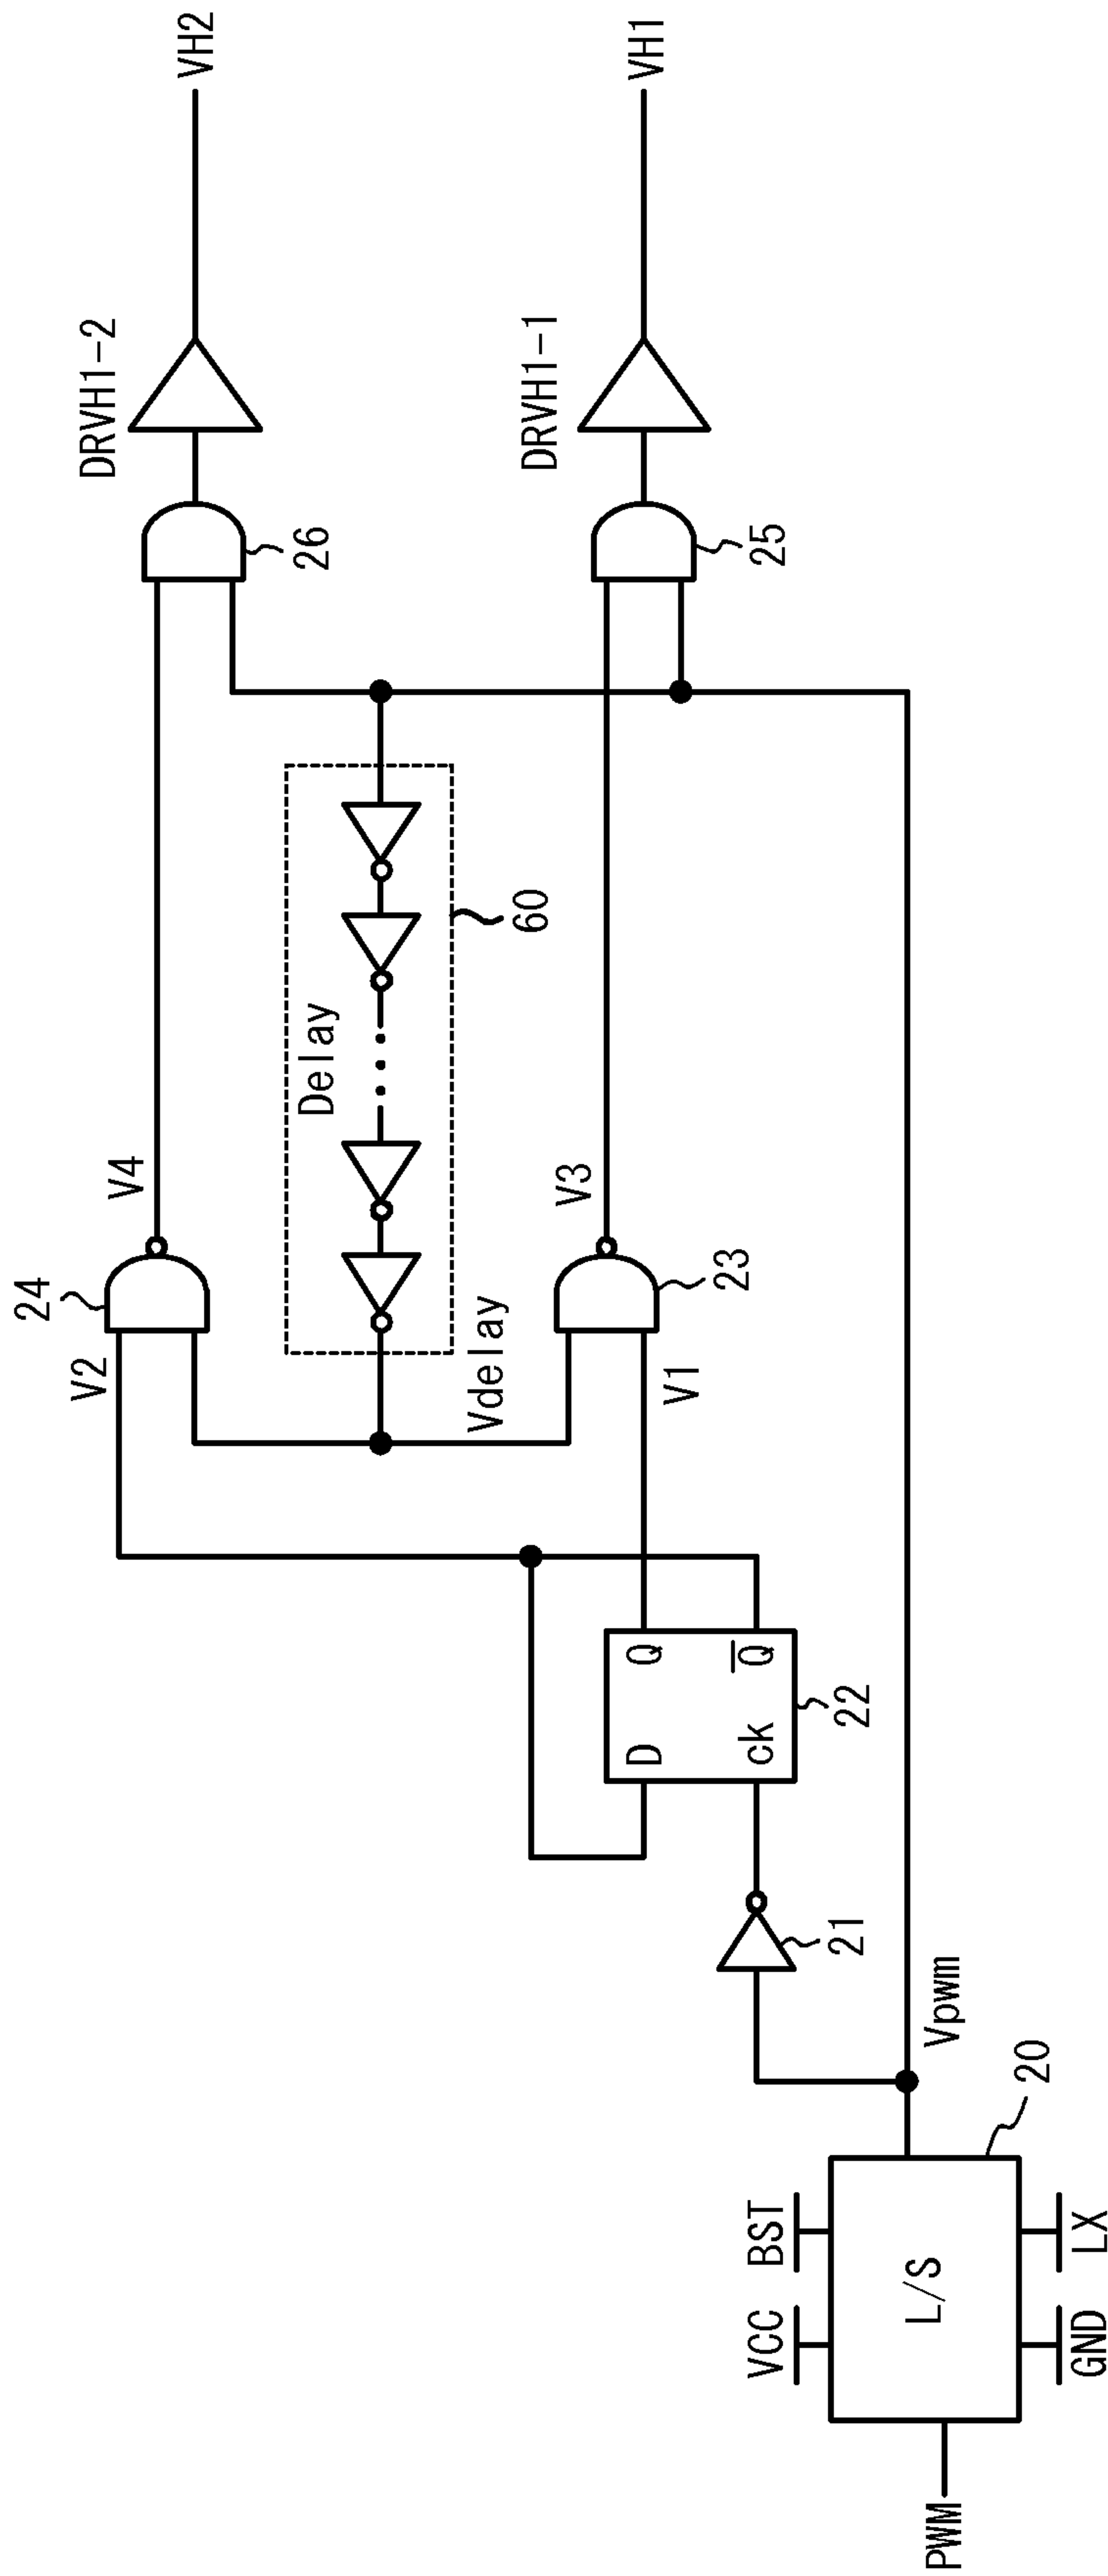 PWM
VCC
BST
L/S
GND
LX
20
Vpwm
21
D
Q
ck
Q
22
V2
24
V4
V1
23
V3
Vdelay
Delay
60
26
25
DRVH1-2
DRVH1-1
VH2
VH1